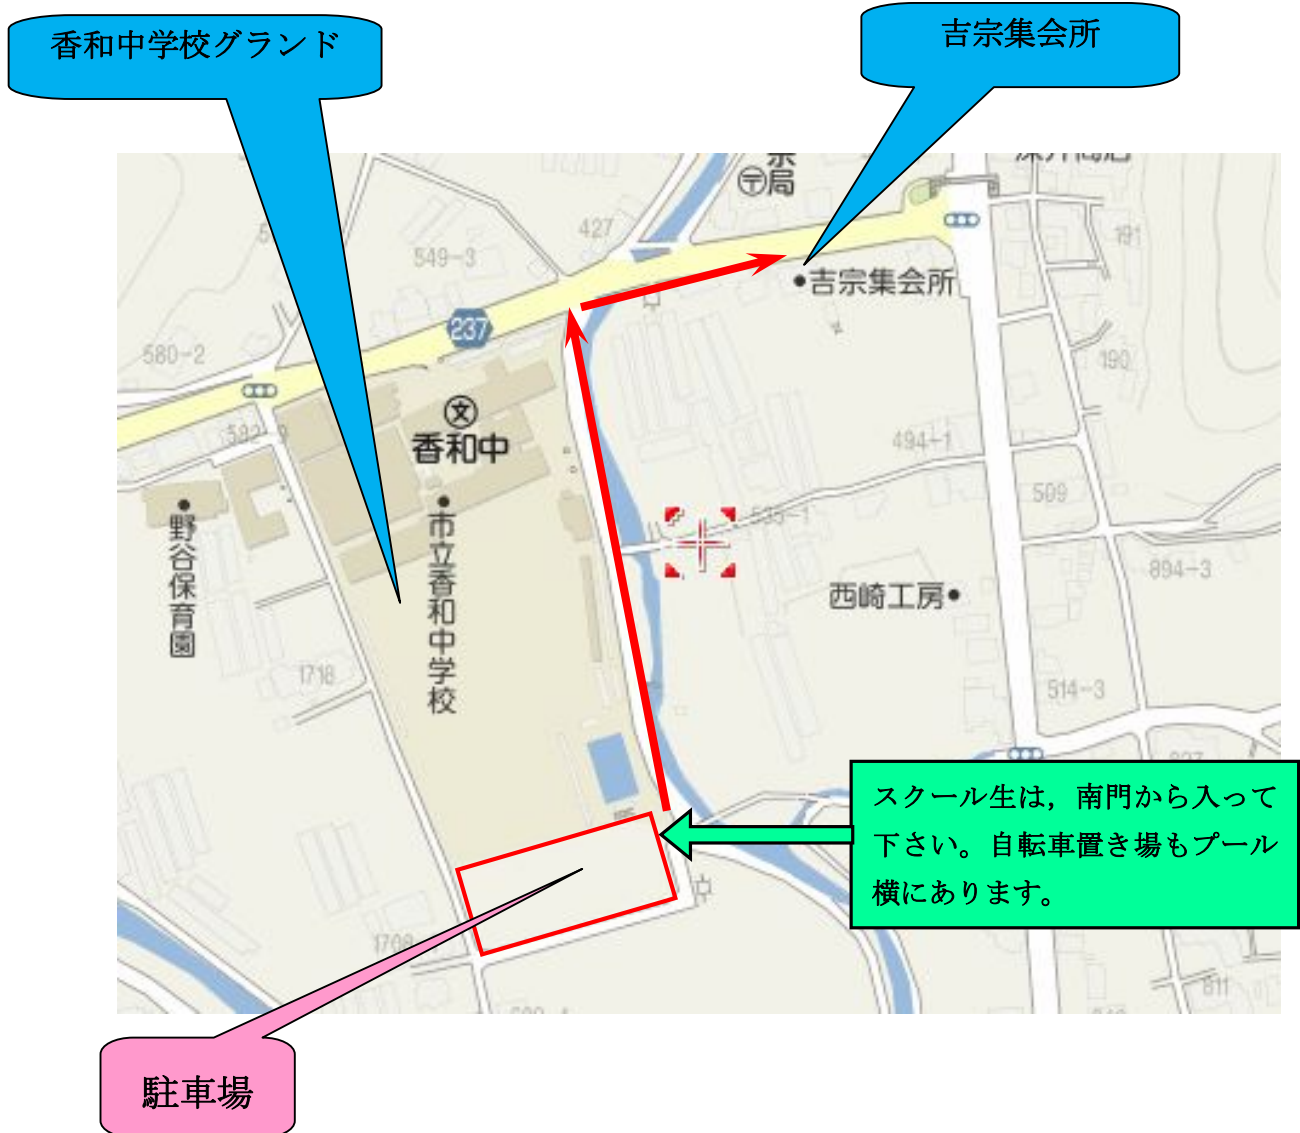 香和中学校グランド
吉宗集会所
局
427
191
549-3
吉宗集会所
237
580-2
190
香和中
494-1
509
野谷保育園
市立香和中学校
894-3
西崎工房
1718
514-3
スクール生は，南門から入って
下さい。自転車置き場もプール
横にあります。
811
駐車場